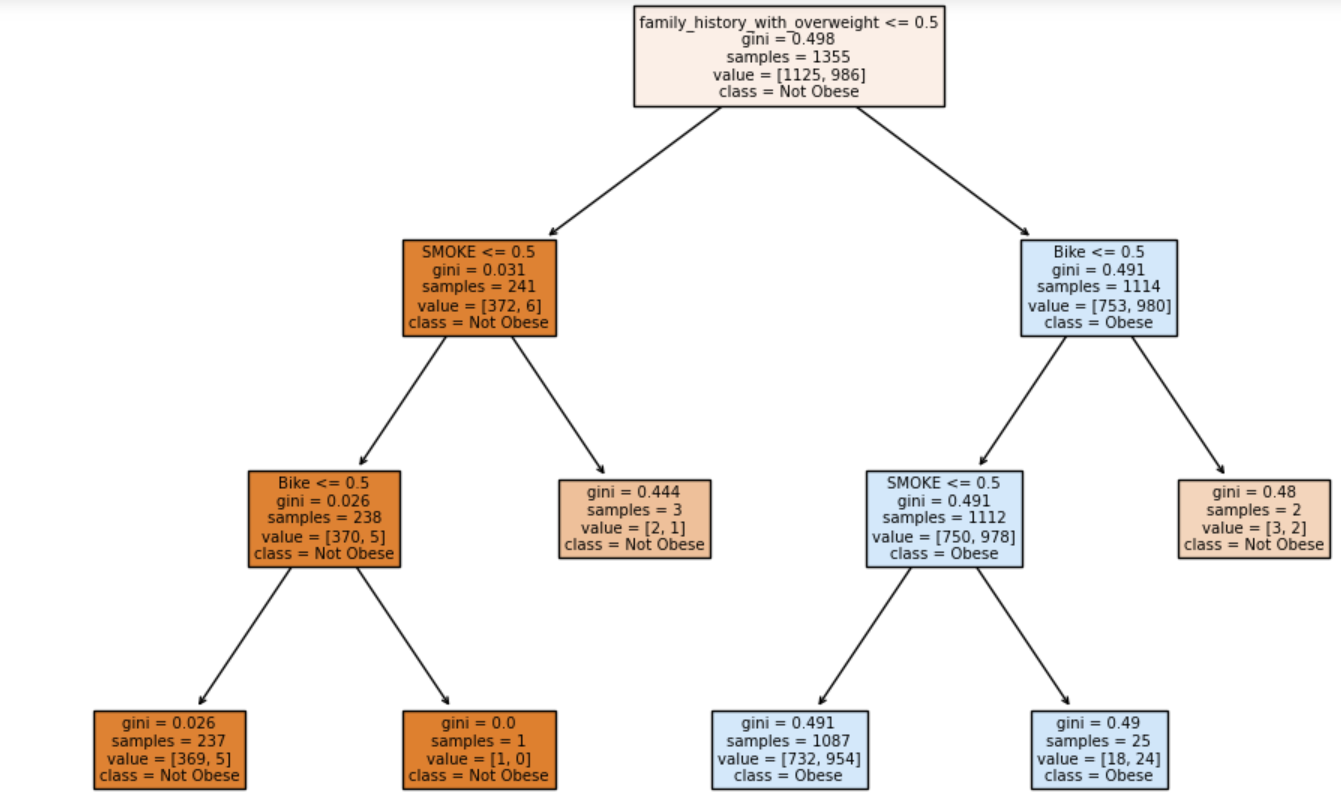 family_history_with_overweight <= 0.5
gini = 0.498
samples = 1355
value = [1125, 986]
class = Not Obese
SMOKE <= 0.5
gini = 0.031
samples = 241
value = [372, 6]
class = Not Obese
Bike <= 0.5
gini = 0.491
samples = 1114
value = [753, 980]
class = Obese
Bike <= 0.5
gini = 0.026
samples = 238
value = [370, 5]
class = Not Obese
gini = 0.444
samples = 3
value = [2, 1]
class = Not Obese
SMOKE <= 0.5
gini = 0.491
samples = 1112
value = [750, 978]
class = Obese
gini = 0.48
samples = 2
value = [3, 2]
class = Not Obese
gini = 0.026
samples = 237
value = [369, 5]
class = Not Obese
gini = 0.0
samples = 1
value = [1, 0]
class = Not Obese
gini = 0.491
samples = 1087
value = [732, 954]
class = Obese
gini = 0.49
samples = 25
value = [18, 24]
class = Obese